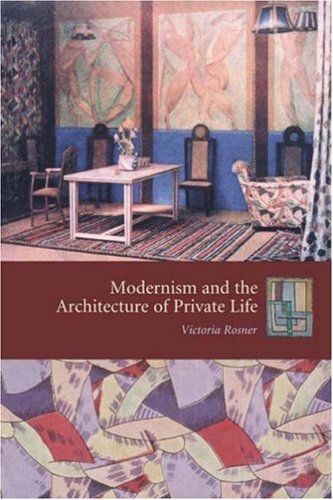 Modernism and the
Architecture of Private Life
Victoria Rosner